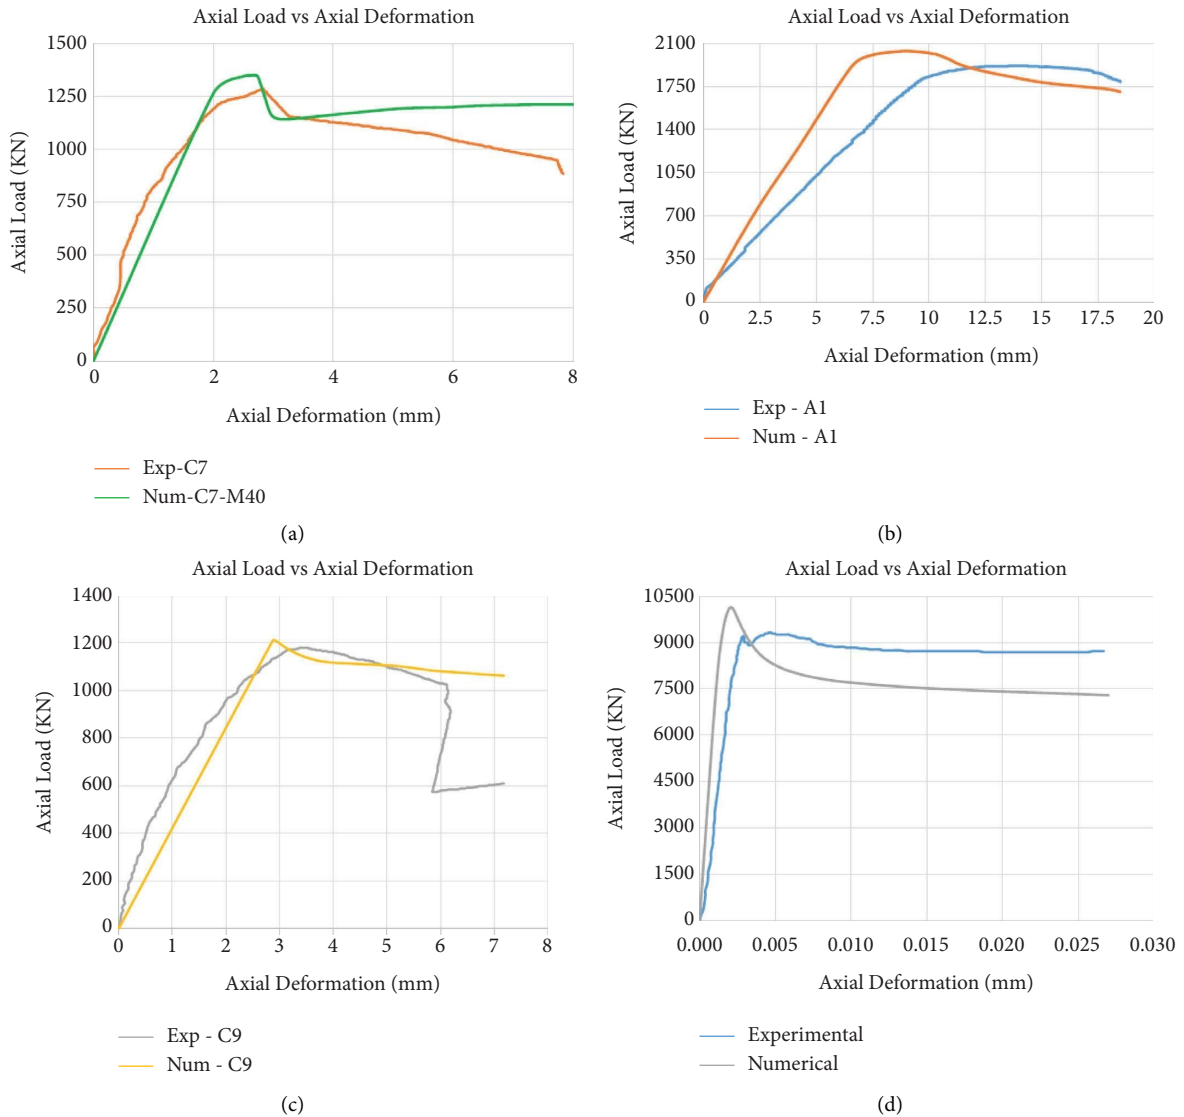 Axial Load vs Axial Deformation
1500
1250
1000
750
500
250
0
Axial Load (KN)
0 2 4 6 8
Axial Deformation (mm)
Exp-C7
Num-C7-M40
(a)
Axial Load vs Axial Deformation
2100
1750
1400
1050
700
350
0
Axial Load (KN)
0 2.5 5 7.5 10 12.5 15 17.5 20
Axial Deformation (mm)
Exp - A1
Num - A1
(b)
Axial Load vs Axial Deformation
1400
1200
1000
800
600
400
200
0
Axial Load (KN)
0 1 2 3 4 5 6 7 8
Axial Deformation (mm)
Exp - C9
Num - C9
(c)
Axial Load vs Axial Deformation
10500
9000
7500
6000
4500
3000
1500
0
Axial Load (KN)
0.000 0.005 0.010 0.015 0.020 0.025 0.030
Axial Deformation (mm)
Experimental
Numerical
(d)